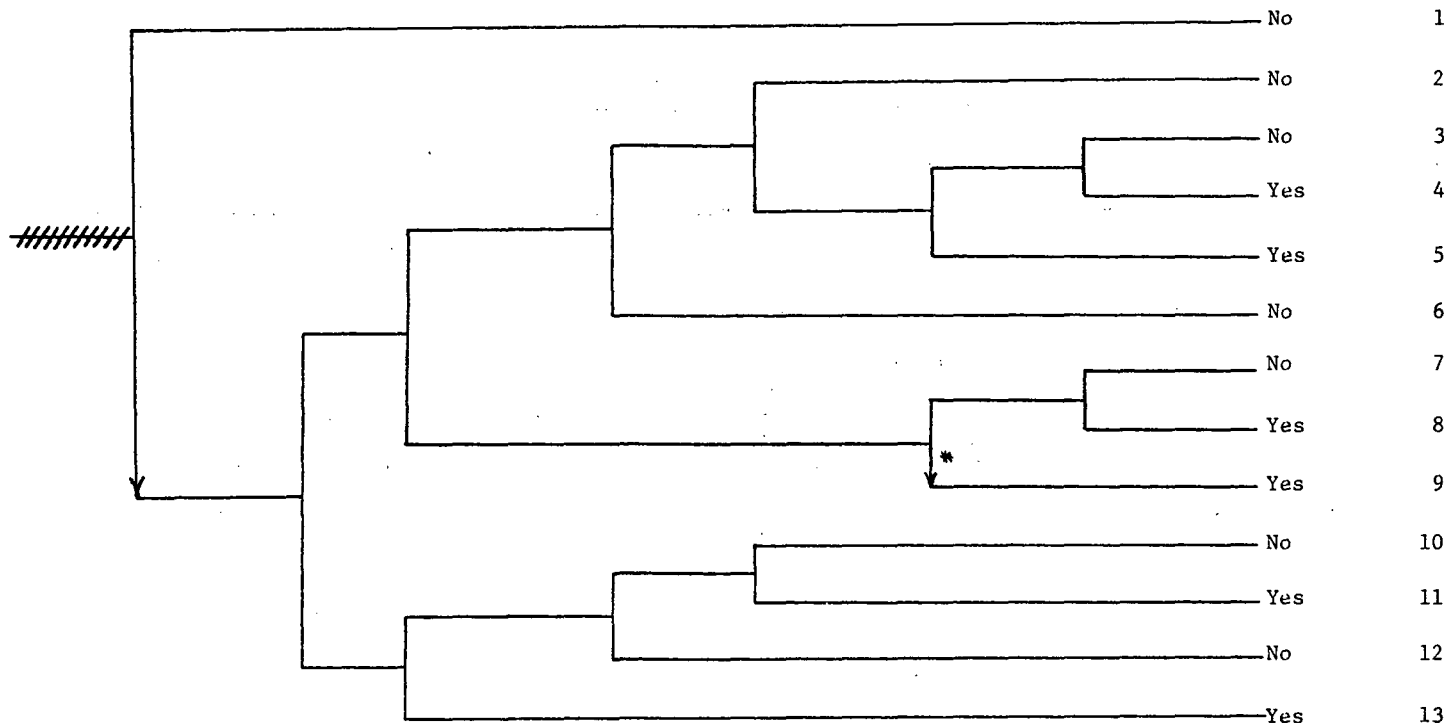 No 1
No 2
No 3
Yes 4
Yes 5
No 6
No 7
Yes 8
*
Yes 9
No 10
Yes 11
No 12
Yes 13